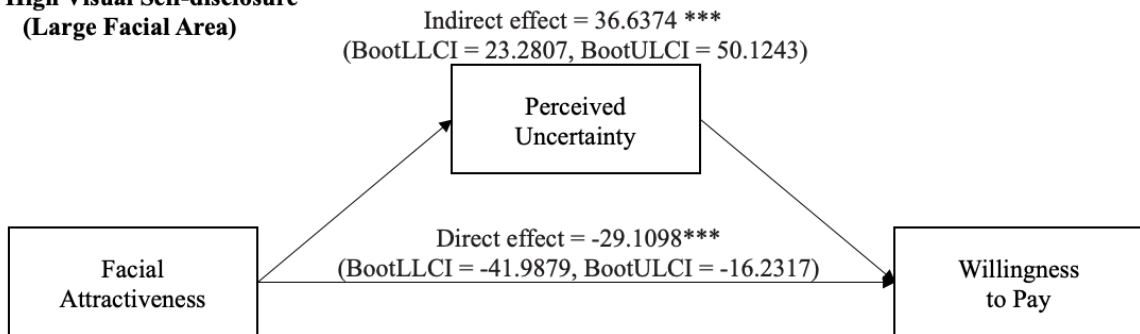 High Visual Self-disclosure
(Large Facial Area)
Indirect effect = 36.6374 ***
(BootLLCI = 23.2807, BootULCI = 50.1243)
Perceived
Uncertainty
Direct effect = -29.1098***
(BootLLCI = -41.9879, BootULCI = -16.2317)
Facial
Attractiveness
Willingness
to Pay